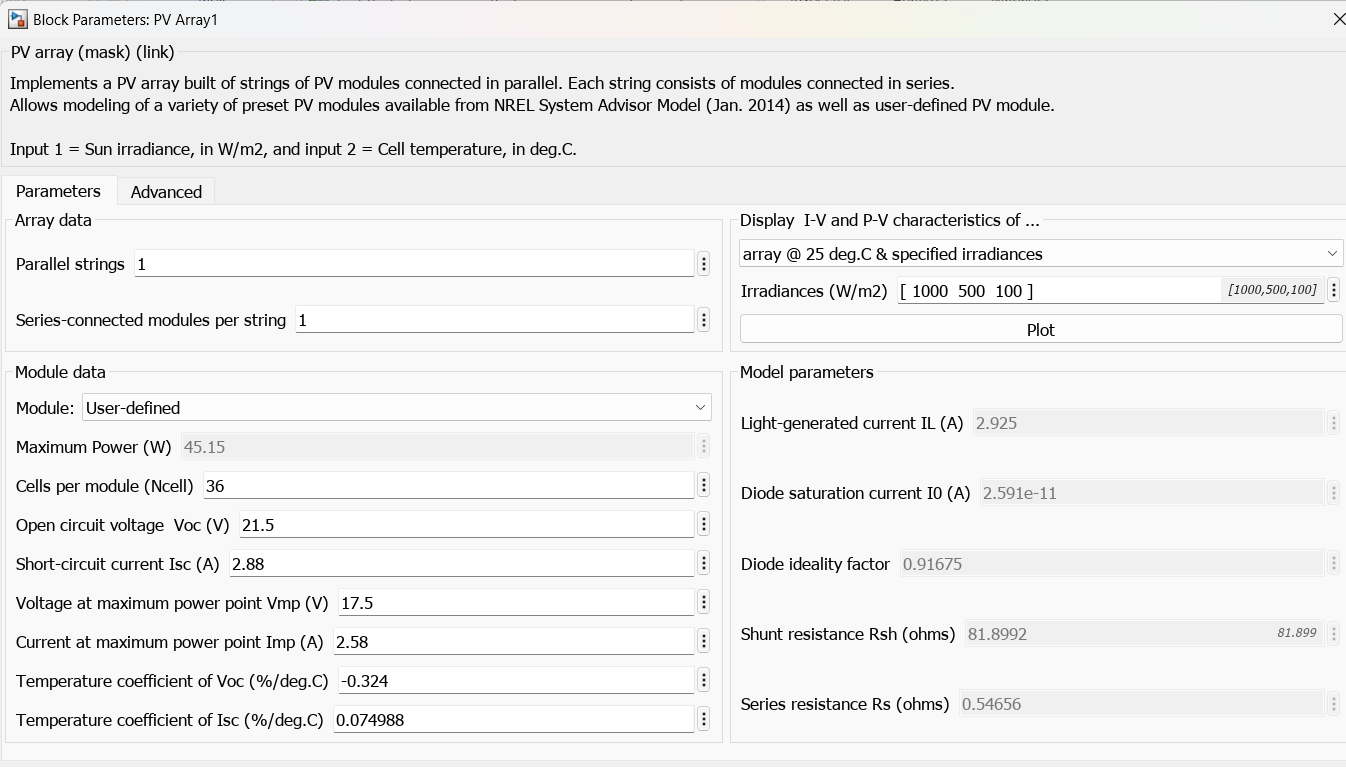 Block Parameters: PV Array1
PV array (mask) (link)
Implements a PV array built of strings of PV modules connected in parallel. Each string consists of modules connected in series.
Allows modeling of a variety of preset PV modules available from NREL System Advisor Model (Jan. 2014) as well as user-defined PV module.
Input 1 = Sun irradiance, in W/m2, and input 2 = Cell temperature, in deg.C.
Parameters
Advanced
Array data
Parallel strings 1
Series-connected modules per string 1
Display I-V and P-V characteristics of ...
array @ 25 deg.C & specified irradiances
Irradiances (W/m2) [ 1000 500 100 ] [1000,500,100]
Plot
Module data
Module: User-defined
Maximum Power (W) 45.15
Cells per module (Ncell) 36
Open circuit voltage Voc (V) 21.5
Short-circuit current Isc (A) 2.88
Voltage at maximum power point Vmp (V) 17.5
Current at maximum power point Imp (A) 2.58
Temperature coefficient of Voc (%/deg.C) -0.324
Temperature coefficient of Isc (%/deg.C) 0.074988
Model parameters
Light-generated current IL (A) 2.925
Diode saturation current I0 (A) 2.591e-11
Diode ideality factor 0.91675
Shunt resistance Rsh (ohms) 81.8992 81.899
Series resistance Rs (ohms) 0.54656